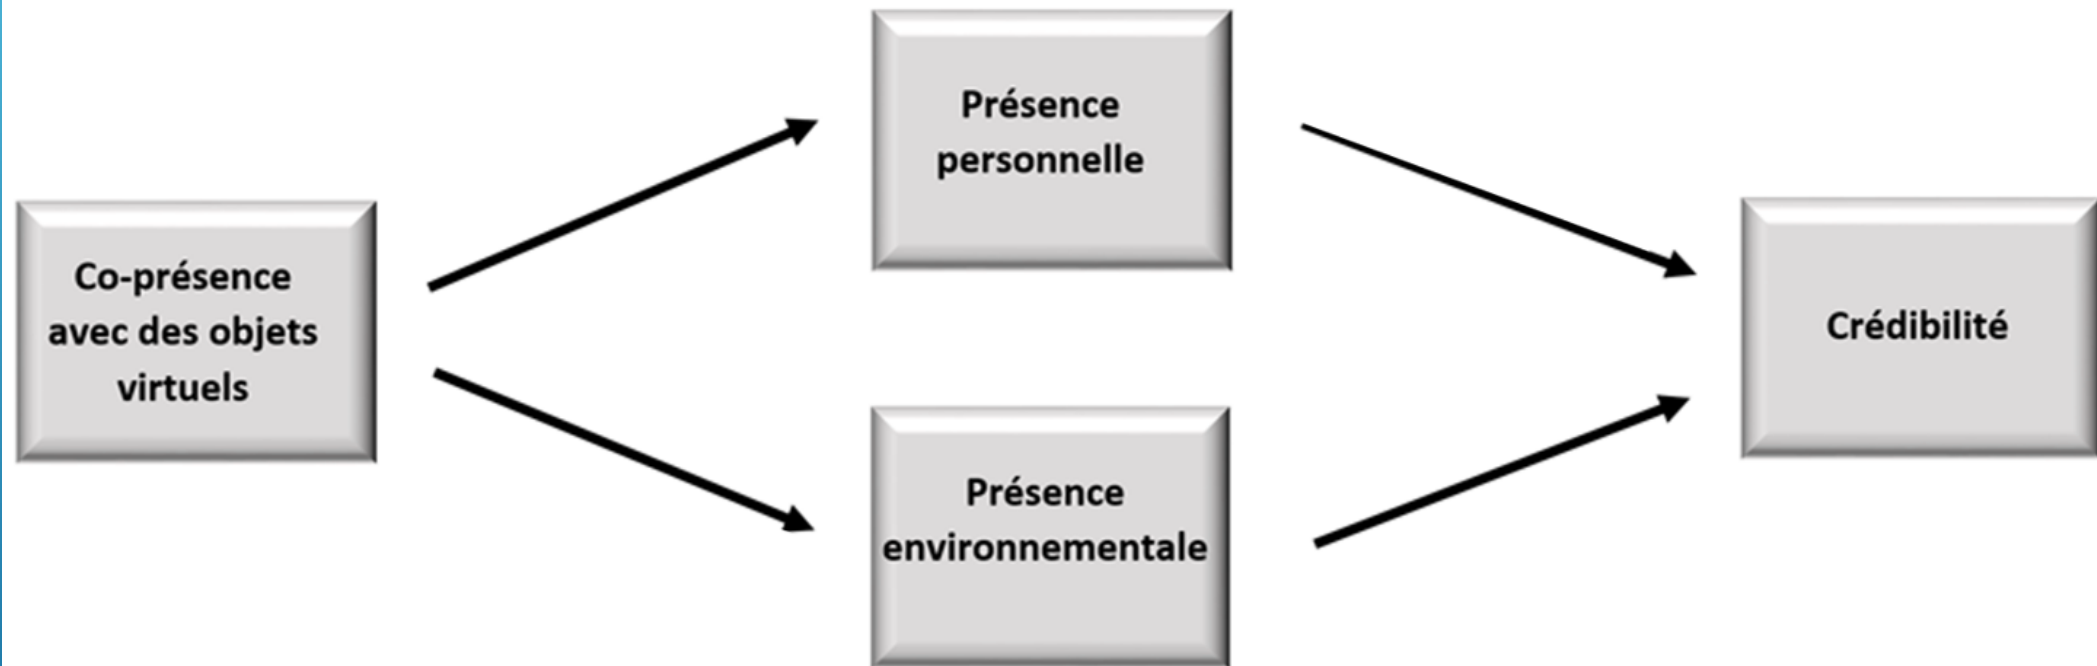 Co-présence
avec des objets
virtuels
Présence
personnelle
Présence
environnementale
Crédibilité